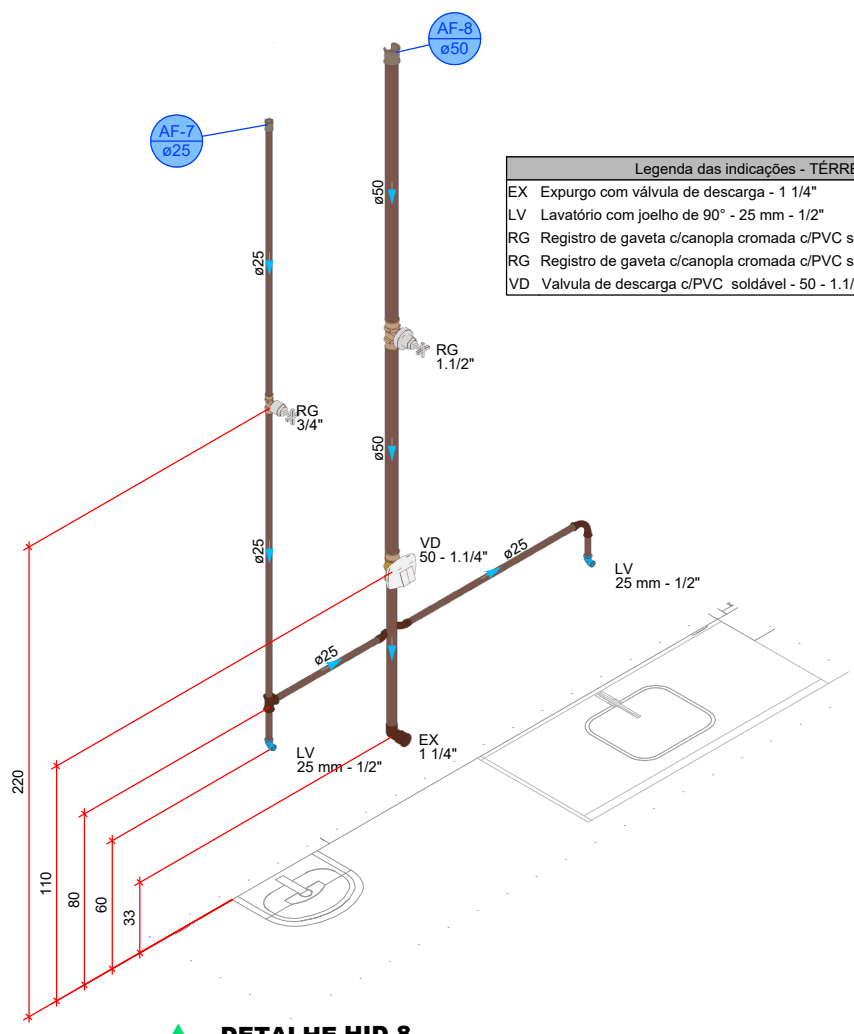 AF-8
ø50
AF-7
ø25
Legenda das indicações - TÉRRE
EX Expurgo com válvula de descarga - 1 1/4"
LV Lavatório com joelho de 90° - 25 mm - 1/2"
RG Registro de gaveta c/canopla cromada c/PVC s
RG Registro de gaveta c/canopla cromada c/PVC s
VD Valvula de descarga c/PVC soldável - 50 - 1.1/
ø50
ø25
RG
1.1/2"
RG
3/4"
ø50
ø25
VD
50 - 1.1/4"
ø25
LV
25 mm - 1/2"
ø25
EX
1 1/4"
LV
25 mm - 1/2"
220
110
80
60
33
DETALHE HID 8